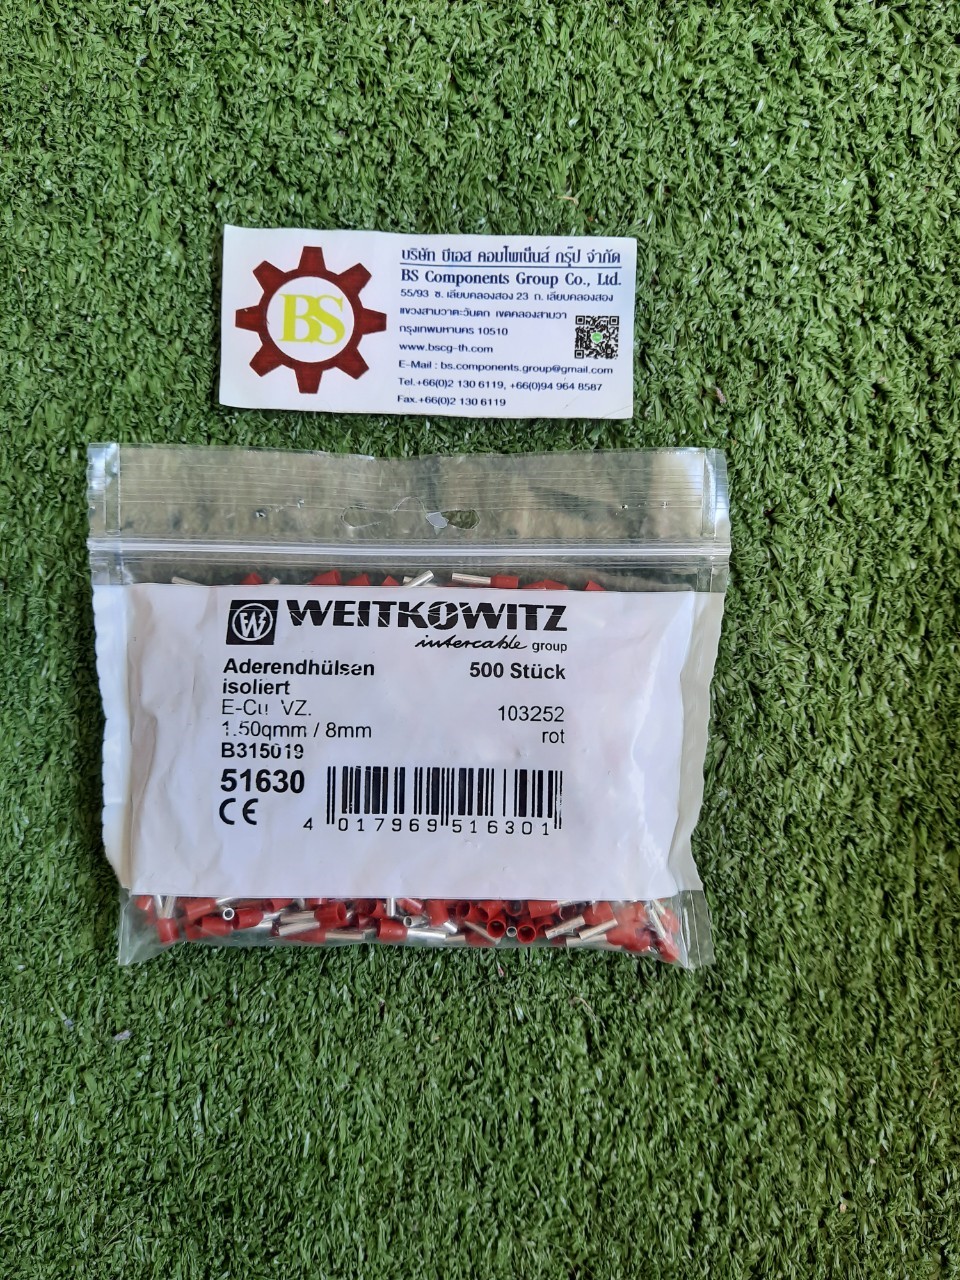 BS
บริษัท บีเอส คอมโพเน็นส์ กรุ๊ป จำกัด
BS Components Group Co., Ltd.
55/93 ซ. เลียบคลองสอง 23 ถ. เลียบคลองสอง
แขวงสามวาตะวันตก เขตคลองสามวา
กรุงเทพมหานคร 10510
www.bscg-th.com
E-Mail : bs.components.group@gmail.com
Tel.+66(0)2 130 6119, +66(0)94 964 8587
Fax.+66(0)2 130 6119
WEITKOWITZ
intercable group
Aderendhülsen 500 Stück
isoliert
E-Cu VZ. 103252
1.50qmm / 8mm rot
B315019
51630
CE
4 017969 516301